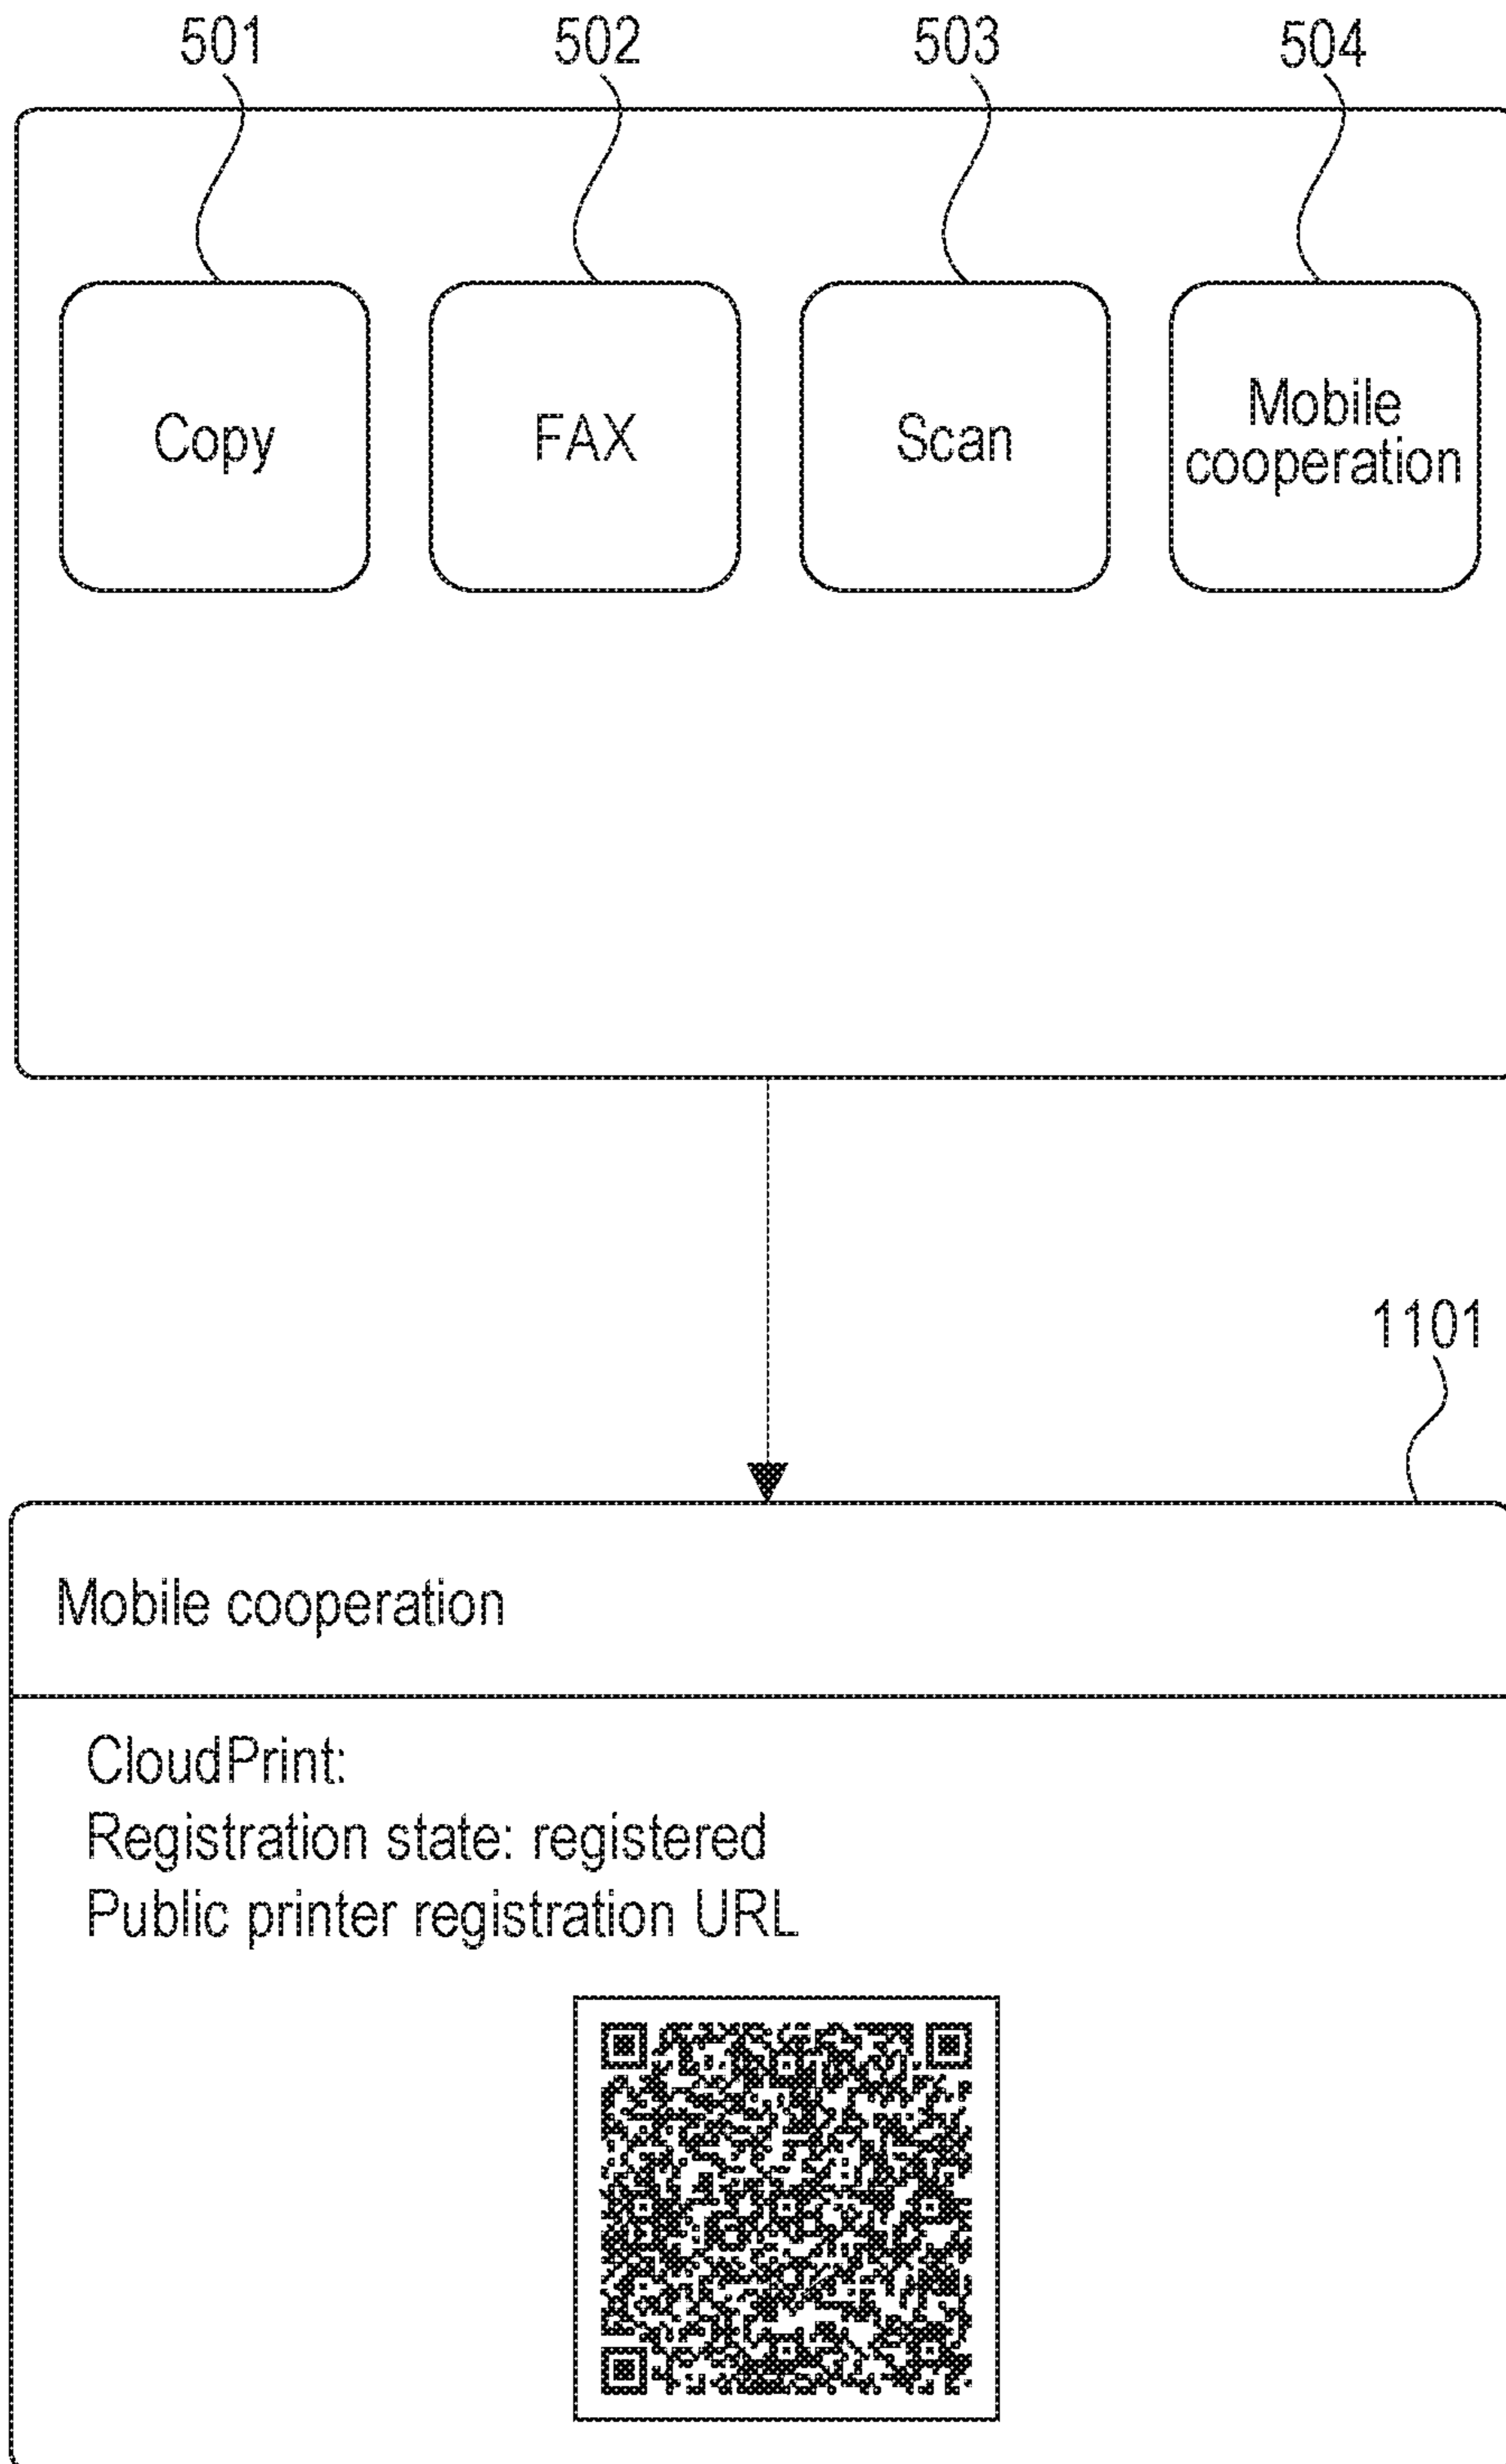 501
502
503
504
Copy
FAX
Scan
Mobile
cooperation
1101
Mobile cooperation
CloudPrint:
Registration state: registered
Public printer registration URL